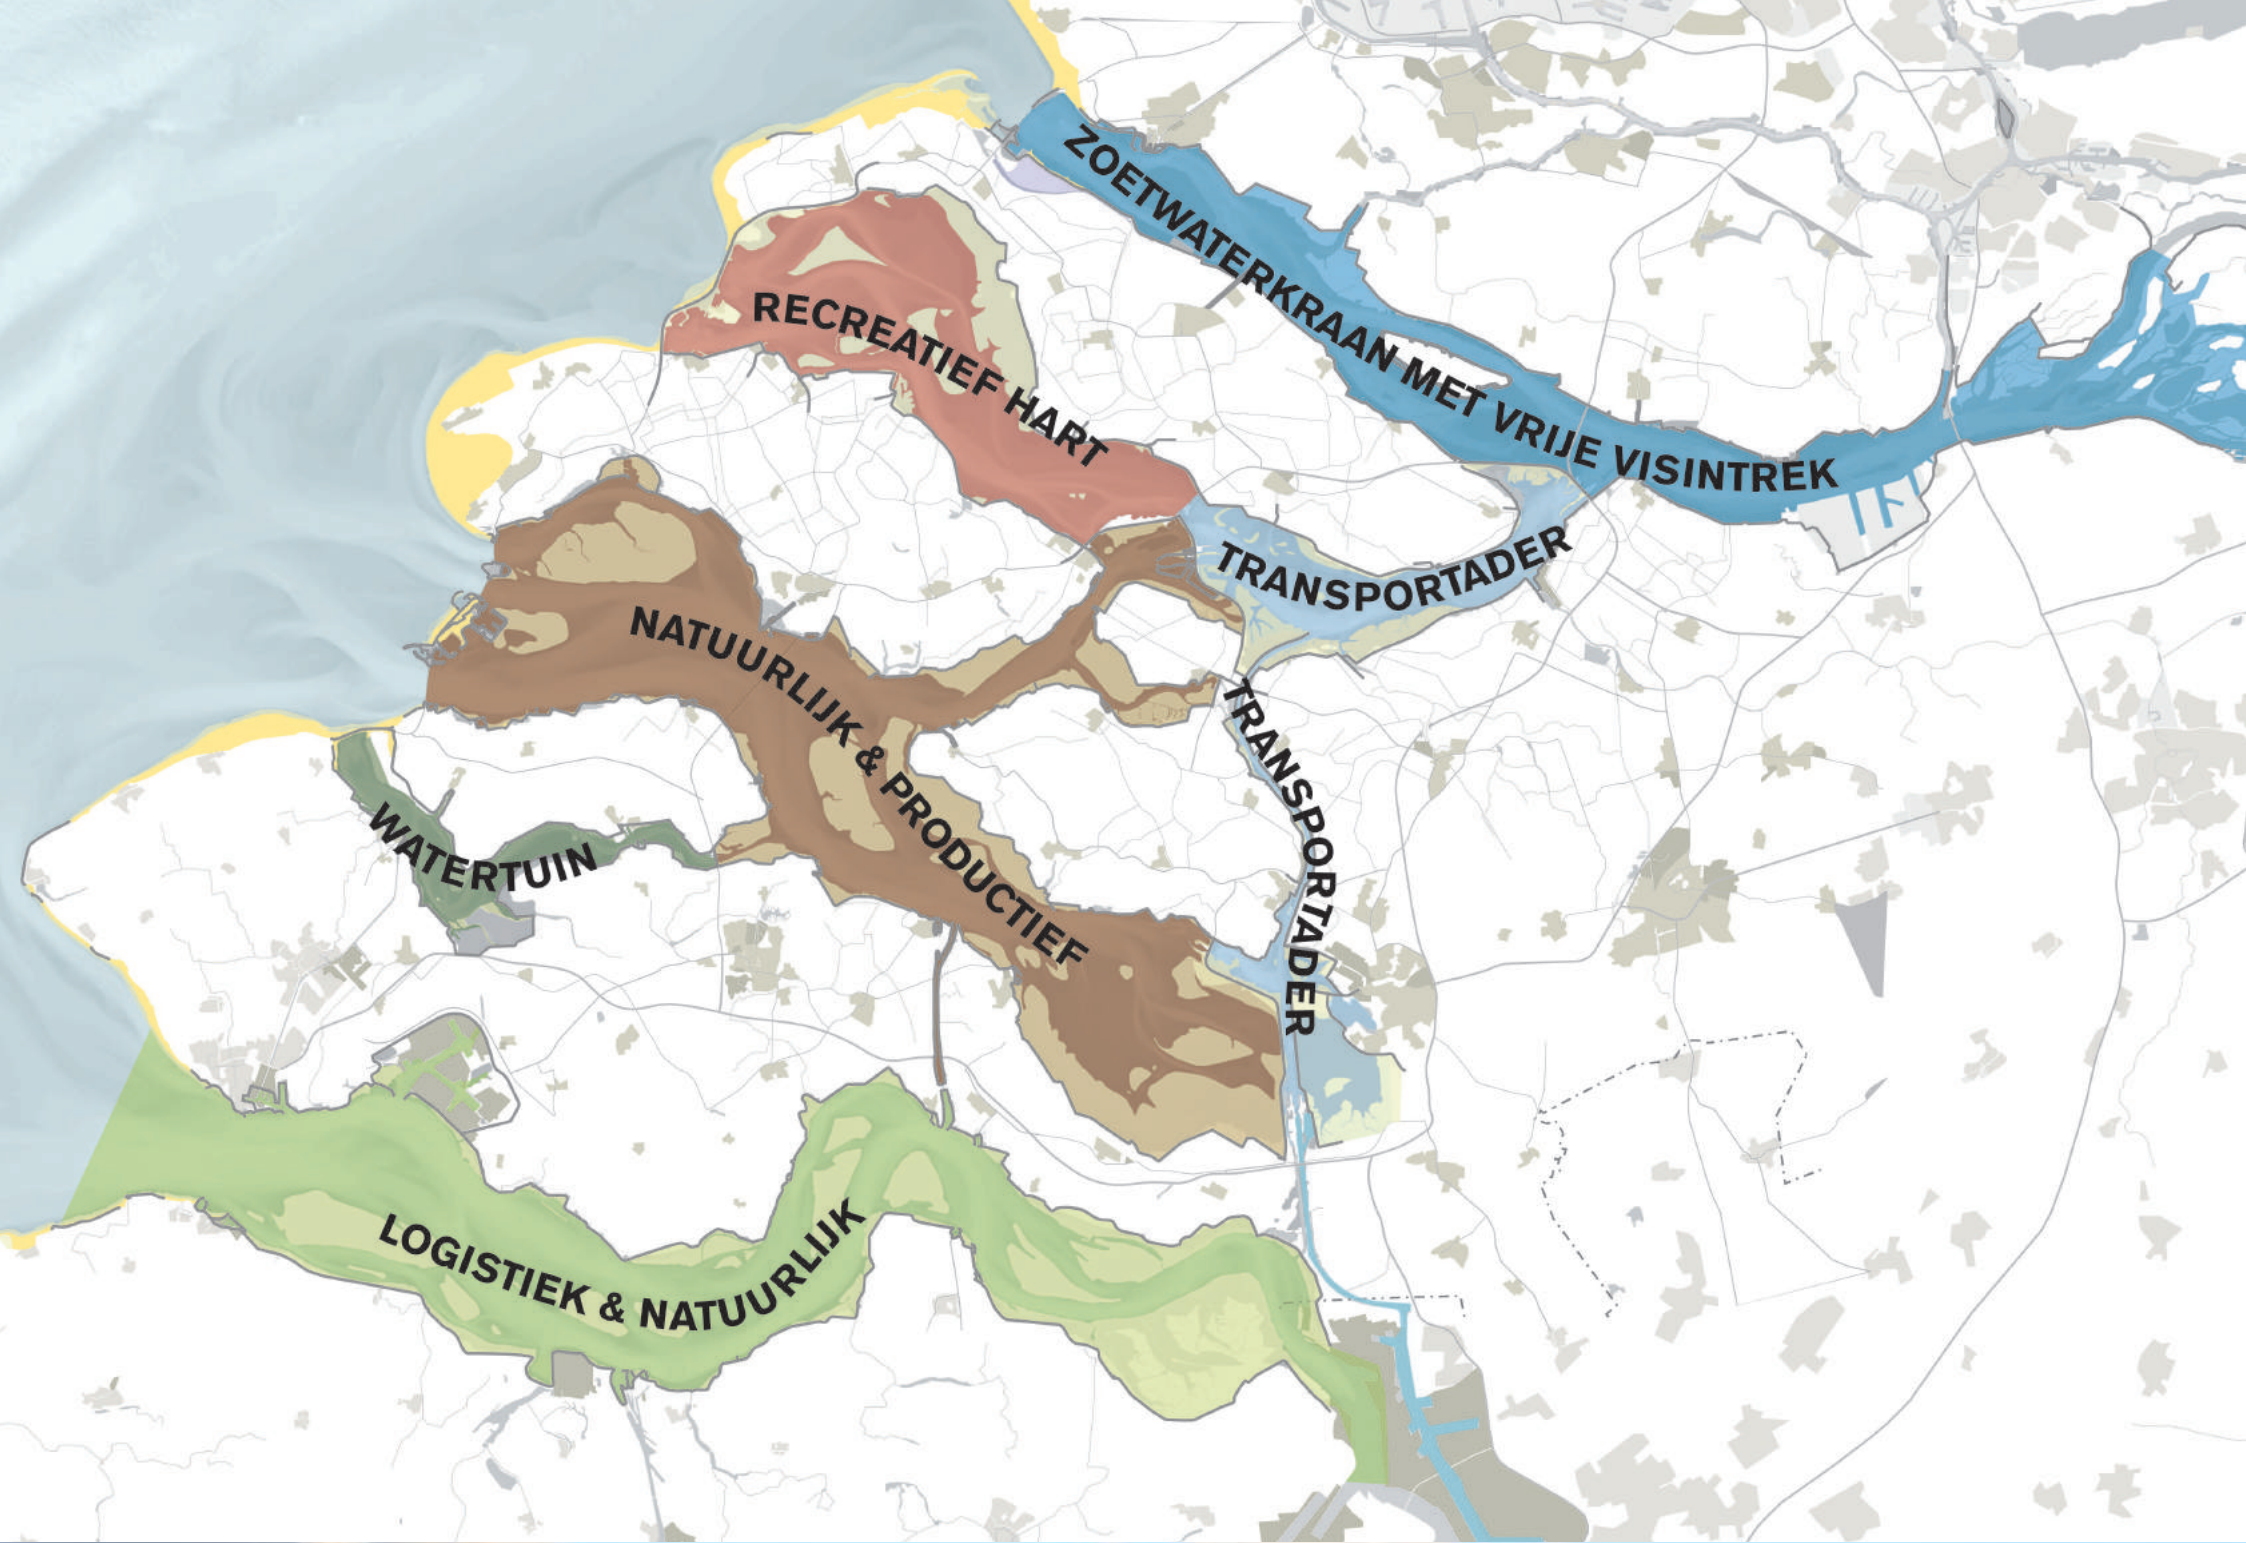 ZOETWATERKRAAN MET VRIJE VISINTREK
RECREATIEF HART
TRANSPORTADER
NATUURLIJK & PRODUCTIEF
TRANSPORTADER
WATERTUIN
LOGISTIEK & NATUURLIJK